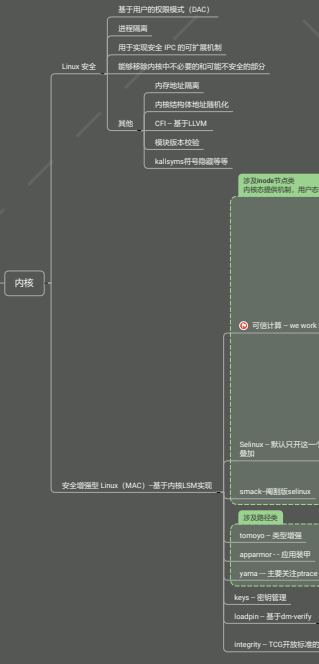 基于用户的权限模式（DAC）
进程隔离
用于实现安全 IPC 的可扩展机制
Linux 安全
能够移除内核中不必要的和可能不安全的部分
内存地址隔离
内核结构体地址随机化
其他
CFI – 基于LLVM
模块版本校验
kallsyms符号隐藏等等
涉及inode节点类
内核态提供机制，用户态
内核
可信计算 – we work
Selinux – 默认只开这一个
叠加
安全增强型 Linux（MAC）–基于内核LSM实现
smack–阉割版selinux
涉及路径类
tomoyo – 类型增强
apparmor - - 应用装甲
yama –- 主要关注ptrace
keys – 密钥管理
loadpin – 基于dm-verify
integrity – TCG开放标准的